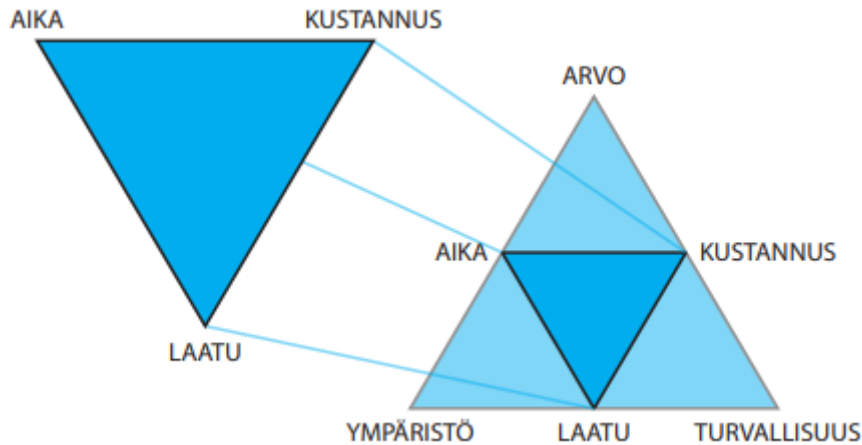 AIKA
KUSTANNUS
LAATU
ARVO
AIKA
KUSTANNUS
YMPÄRISTÖ
LAATU
TURVALLISUUS